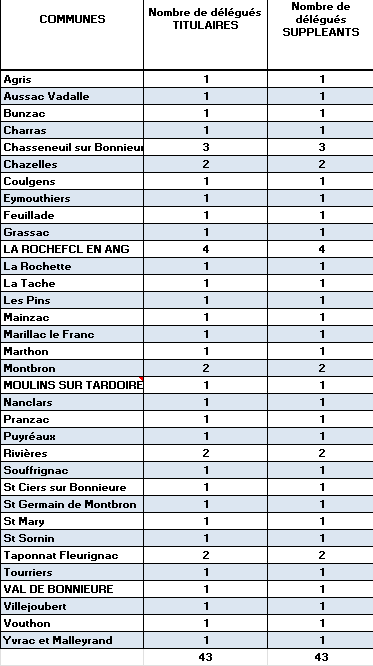 COMMUNES Nombre de délégués TITULAIRES Nombre de délégués SUPPLEANTS
Agris 1 1
Aussac Vadalle 1 1
Bunzac 1 1
Charras 1 1
Chasseneuil sur Bonnieur 3 3
Chazelles 2 2
Coulgens 1 1
Eymouthiers 1 1
Feuillade 1 1
Grassac 1 1
LA ROCHEFCL EN ANG 4 4
La Rochette 1 1
La Tache 1 1
Les Pins 1 1
Mainzac 1 1
Marillac le Franc 1 1
Marthon 1 1
Montbron 2 2
MOULINS SUR TARDOIRE 1 1
Nanclars 1 1
Pranzac 1 1
Puyréaux 1 1
Rivières 2 2
Souffrignac 1 1
St Ciers sur Bonnieure 1 1
St Germain de Montbron 1 1
St Mary 1 1
St Sornin 1 1
Taponnat Fleurignac 2 2
Tourriers 1 1
VAL DE BONNIEURE 1 1
Villejoubert 1 1
Vouthon 1 1
Yvrac et Malleyrand 1 1
43 43